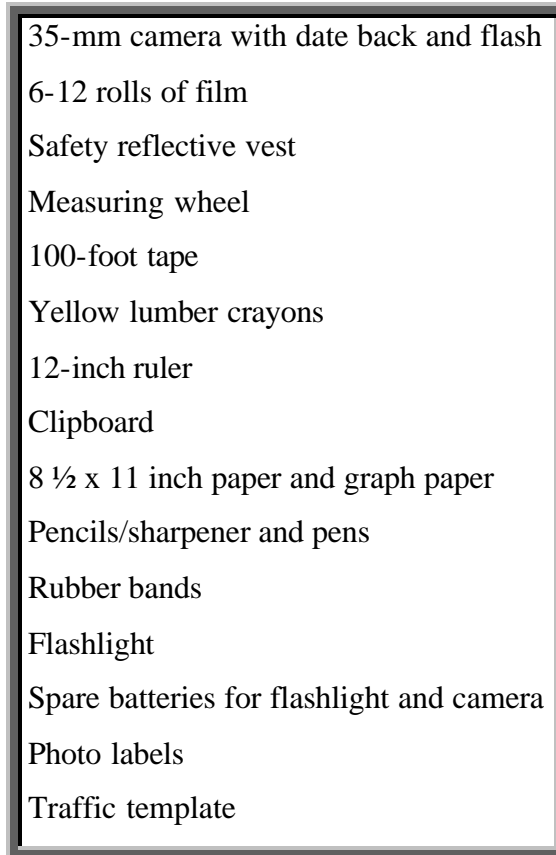 35-mm camera with date back and flash
6-12 rolls of film
Safety reflective vest
Measuring wheel
100-foot tape
Yellow lumber crayons
12-inch ruler
Clipboard
8 ½ x 11 inch paper and graph paper
Pencils/sharpener and pens
Rubber bands
Flashlight
Spare batteries for flashlight and camera
Photo labels
Traffic template